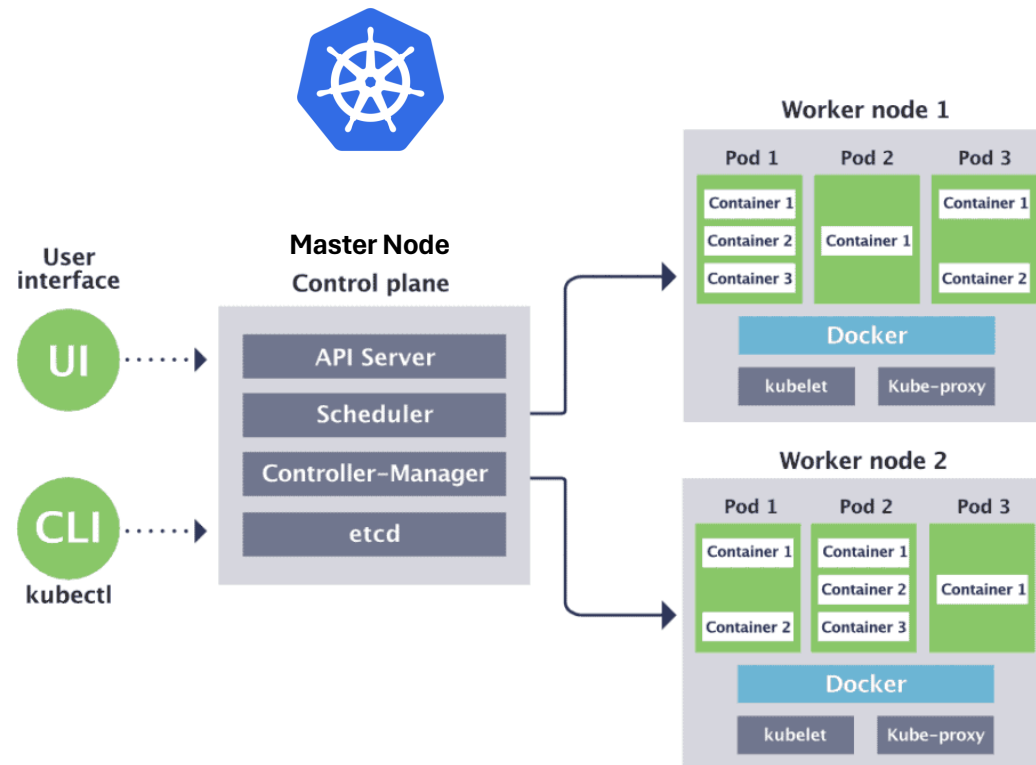 User
interface
UI
CLI
kubectl
Master Node
Control plane
API Server
Scheduler
Controller-Manager
etcd
Worker node 1
Pod 1
Container 1
Container 2
Container 3
Pod 2
Container 1
Pod 3
Container 1
Container 2
Docker
kubelet
Kube-proxy
Worker node 2
Pod 1
Container 1
Container 2
Pod 2
Container 1
Container 2
Container 3
Pod 3
Container 1
Docker
kubelet
Kube-proxy